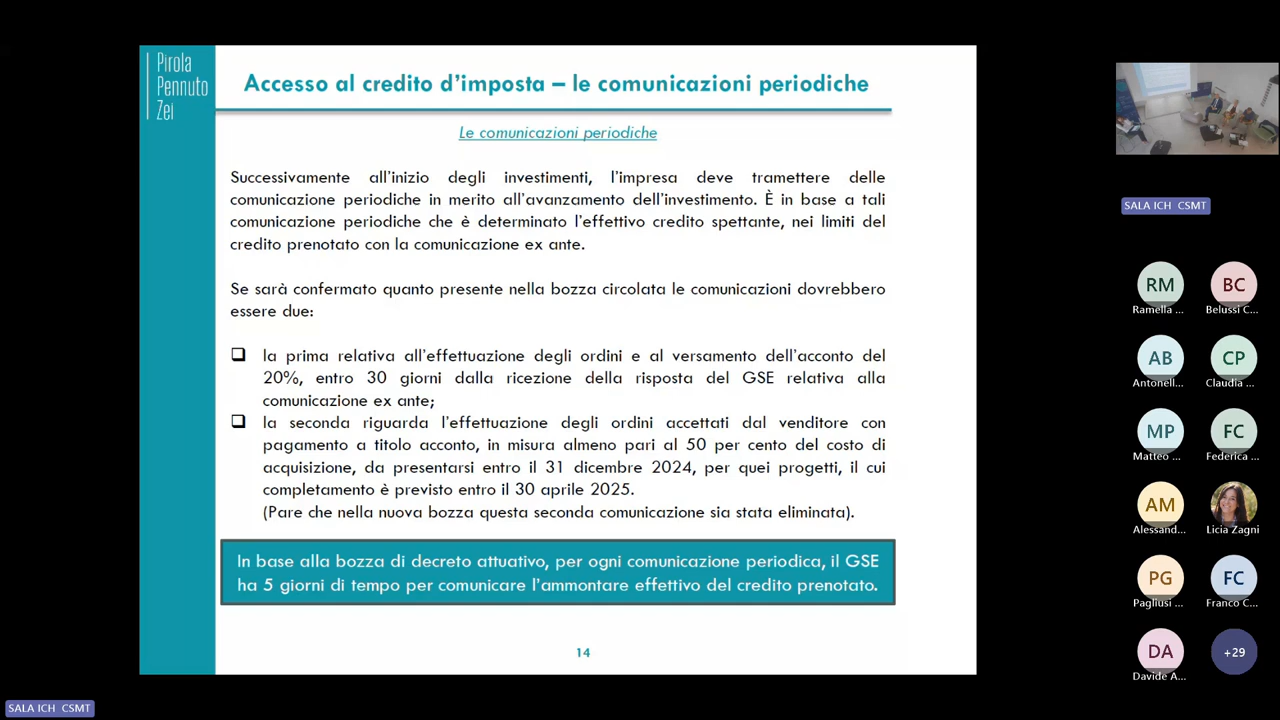 Pirola
Pennuto
Zei
Accesso al credito d'imposta – le comunicazioni periodiche
Le comunicazioni periodiche
Successivamente all'inizio degli investimenti, l'impresa deve tramettere delle
comunicazione periodiche in merito all'avanzamento dell'investimento. È in base a tali
comunicazione periodiche che è determinato l'effettivo credito spettante, nei limiti del
credito prenotato con la comunicazione ex ante.
Se sarà confermato quanto presente nella bozza circolata le comunicazioni dovrebbero
essere due:
❑ la prima relativa all'effettuazione degli ordini e al versamento dell'acconto del
20%, entro 30 giorni dalla ricezione della risposta del GSE relativa alla
comunicazione ex ante;
❑ la seconda riguarda l'effettuazione degli ordini accettati dal venditore con
pagamento a titolo acconto, in misura almeno pari al 50 per cento del costo di
acquisizione, da presentarsi entro il 31 dicembre 2024, per quei progetti, il cui
completamento è previsto entro il 30 aprile 2025.
(Pare che nella nuova bozza questa seconda comunicazione sia stata eliminata).
In base alla bozza di decreto attuativo, per ogni comunicazione periodica, il GSE
ha 5 giorni di tempo per comunicare l'ammontare effettivo del credito prenotato.
14
SALA ICH CSMT
RM BC
Ramella ... Belussi C...
AB CP
Antonell... Claudia ...
MP FC
Matteo ... Federica ...
AM
Alessand... Licia Zagni
PG FC
Pagliusi ... Franco C...
DA +29
Davide A...
SALA ICH CSMT